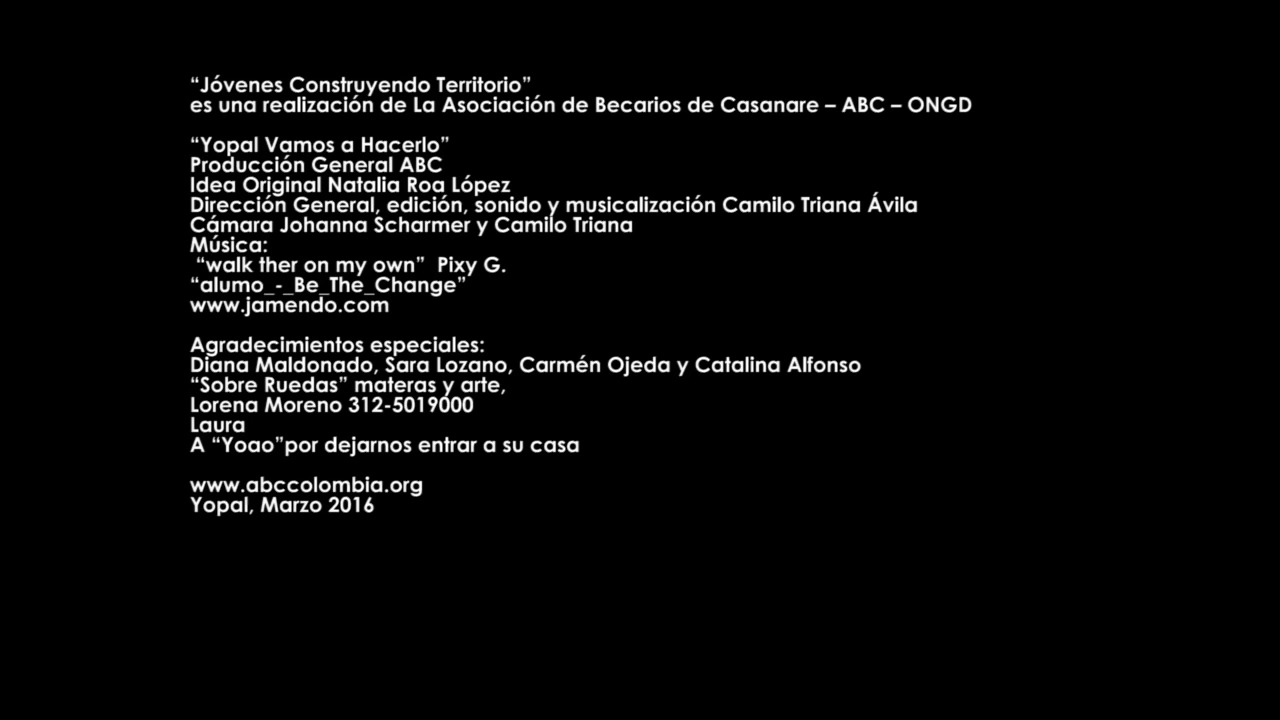 “Jóvenes Construyendo Territorio”
es una realización de La Asociación de Becarios de Casanare – ABC – ONGD
“Yopal Vamos a Hacerlo”
Producción General ABC
Idea Original Natalia Roa López
Dirección General, edición, sonido y musicalización Camilo Triana Ávila
Cámara Johanna Scharmer y Camilo Triana
Música:
“walk ther on my own”  Pixy G.
“alumo_-_Be_The_Change”
www.jamendo.com
Agradecimientos especiales:
Diana Maldonado, Sara Lozano, Carmén Ojeda y Catalina Alfonso
“Sobre Ruedas” materas y arte,
Lorena Moreno 312-5019000
Laura
A “Yoao”por dejarnos entrar a su casa
www.abccolombia.org
Yopal, Marzo 2016